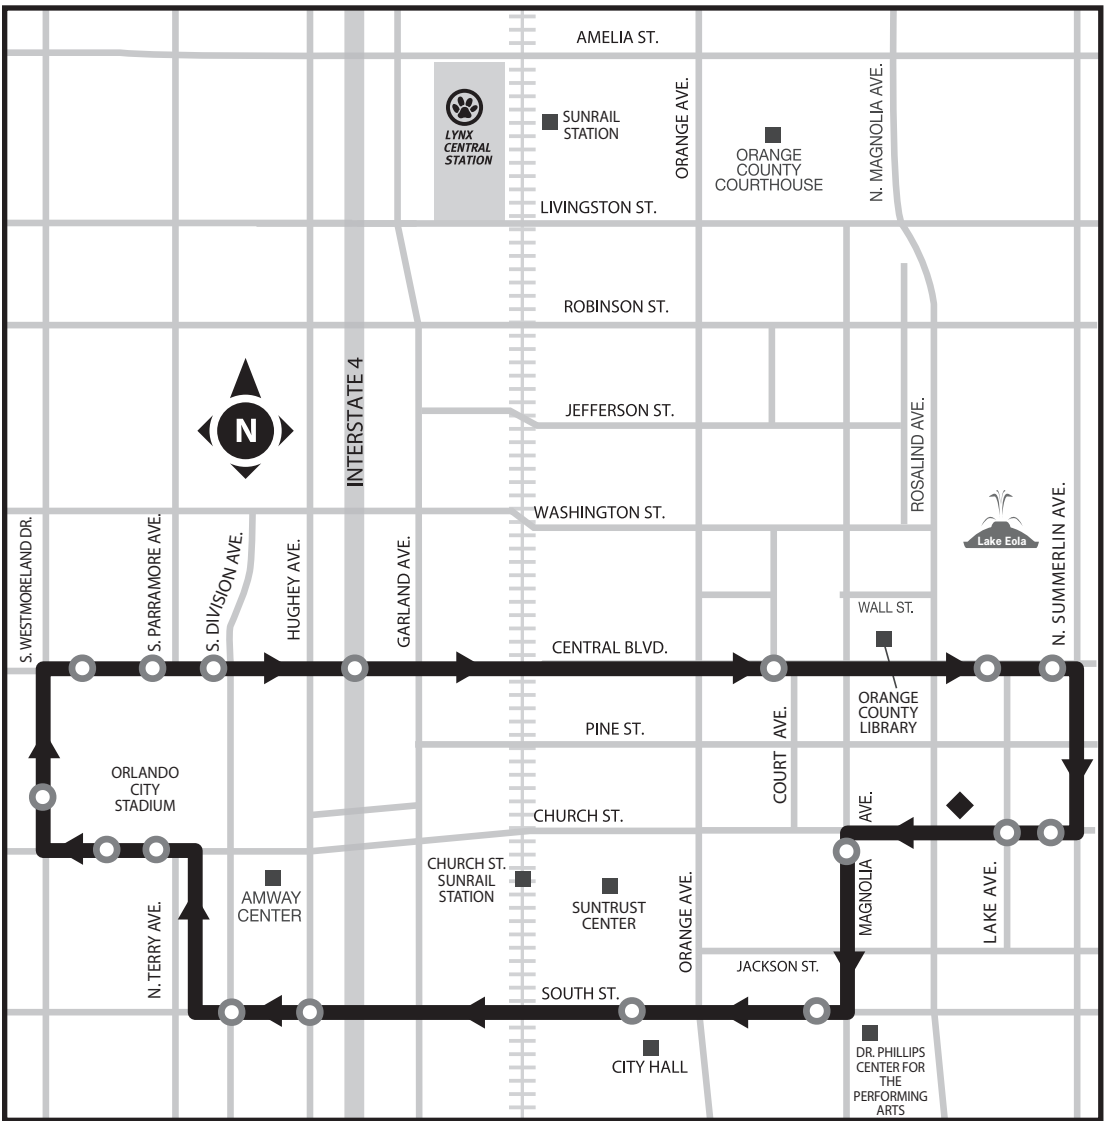 AMELIA ST.
LYNX
CENTRAL
STATION
SUNRAIL
STATION
ORANGE AVE.
ORANGE
COUNTY
COURTHOUSE
N. MAGNOLIA AVE.
LIVINGSTON ST.
ROBINSON ST.
N
INTERSTATE 4
JEFFERSON ST.
ROSALIND AVE.
WASHINGTON ST.
Lake Eola
S. WESTMORELAND DR.
S. PARRAMORE AVE.
S. DIVISION AVE.
HUGHEY AVE.
GARLAND AVE.
N. SUMMERLIN AVE.
WALL ST.
CENTRAL BLVD.
ORANGE
COUNTY
LIBRARY
PINE ST.
COURT AVE.
ORLANDO
CITY
STADIUM
CHURCH ST.
MAGNOLIA AVE.
CHURCH ST.
SUNRAIL
STATION
AMWAY
CENTER
SUNTRUST
CENTER
ORANGE AVE.
LAKE AVE.
N. TERRY AVE.
JACKSON ST.
SOUTH ST.
CITY HALL
DR. PHILLIPS
CENTER FOR
THE
PERFORMING
ARTS